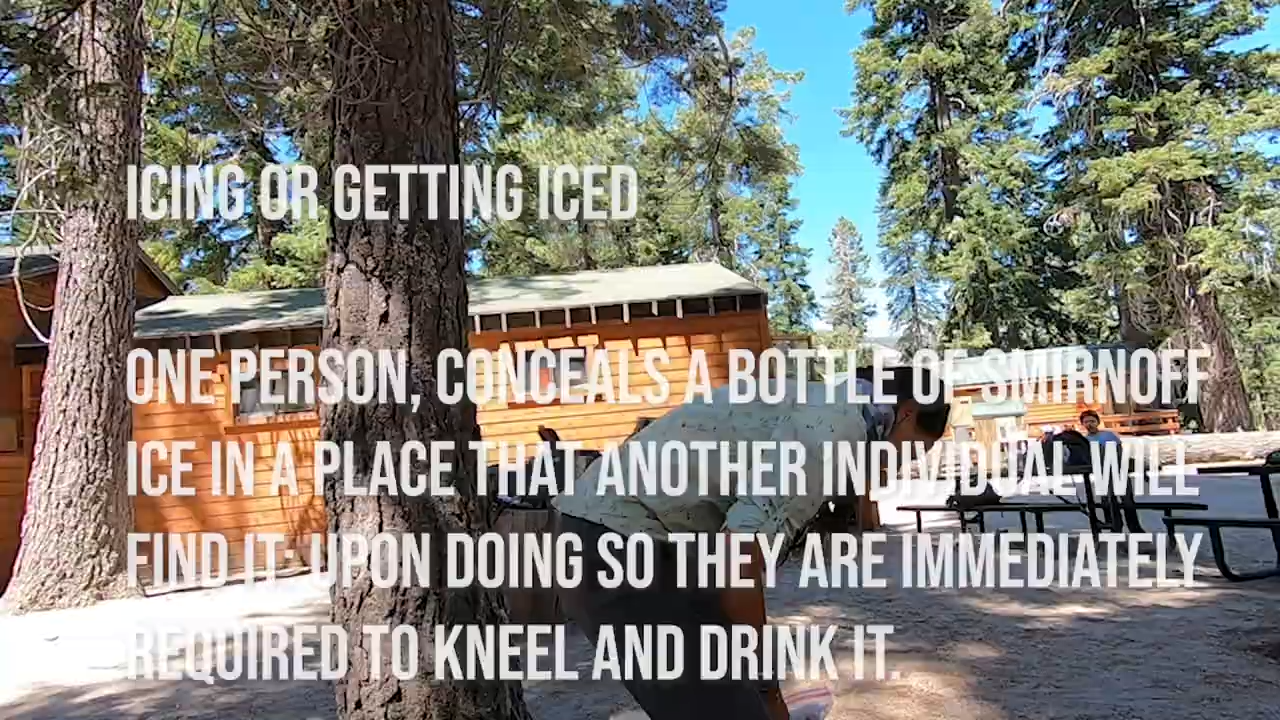 ICING OR GETTING ICED
ONE PERSON, CONCEALS A BOTTLE OF SMIRNOFF
ICE IN A PLACE THAT ANOTHER INDIVIDUAL WILL
FIND IT; UPON DOING SO THEY ARE IMMEDIATELY
REQUIRED TO KNEEL AND DRINK IT.